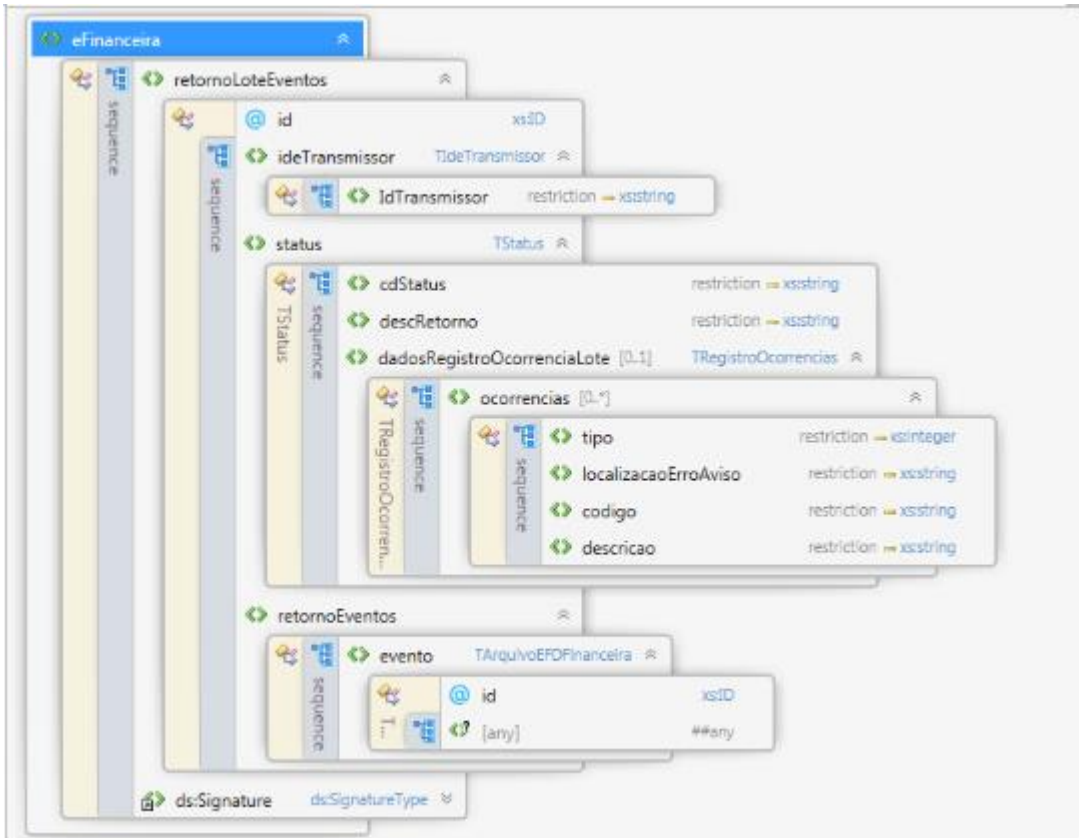 eFinanceira
sequence
retornoLoteEventos
sequence
id xs:ID
ideTransmissor TIdeTransmissor
IdTransmissor restriction xs:string
status TStatus
TStatus
sequence
cdStatus restriction xs:string
descRetorno restriction xs:string
dadosRegistroOcorrenciaLote [0..1] TRegistroOcorrencias
TRegistroOcorren...
sequence
ocorrencias [0..*]
sequence
tipo restriction xs:integer
localizacaoErroAviso restriction xs:string
codigo restriction xs:string
descricao restriction xs:string
retornoEventos
sequence
evento TArquivoEFDFinanceira
T...
id xs:ID
[any] ##any
ds:Signature ds:SignatureType